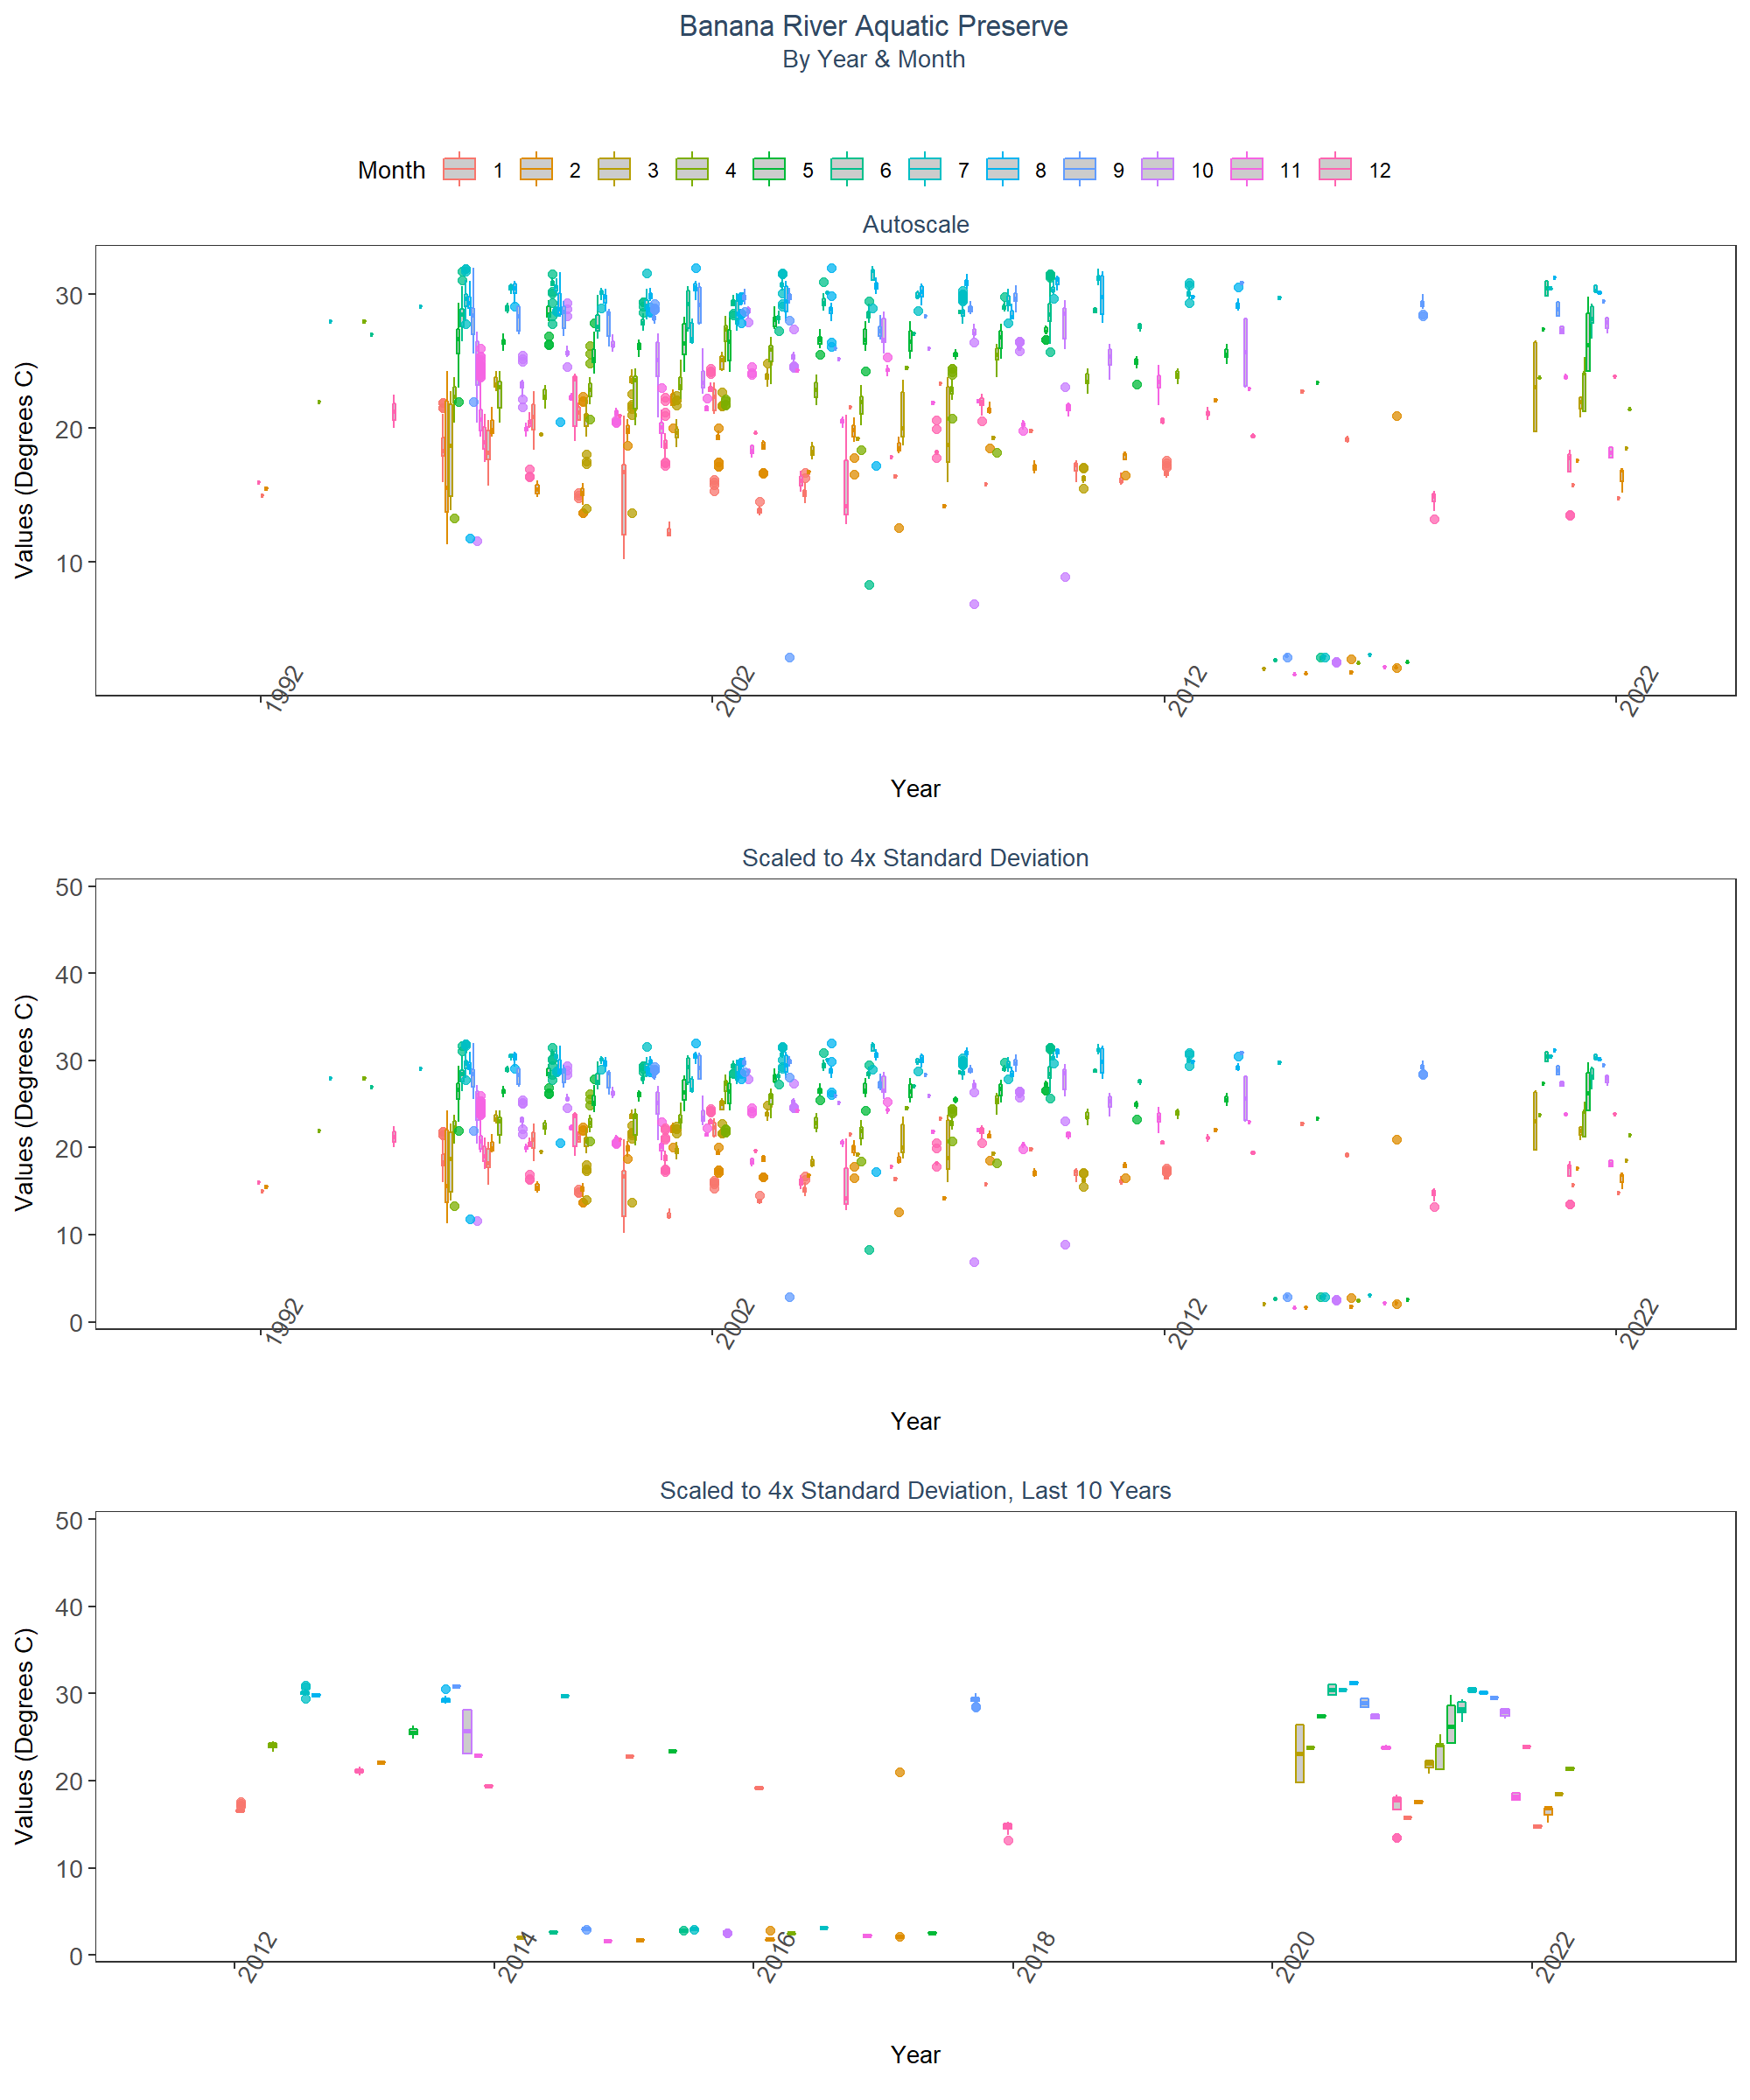 Banana River Aquatic Preserve
By Year & Month
Month 1 2 3 4 5 6 7 8 9 10 11 12
Autoscale
Values (Degrees C)
30
20
10
1992 2002 2012 2022
Year
Scaled to 4x Standard Deviation
Values (Degrees C)
50
40
30
20
10
0
1992 2002 2012 2022
Year
Scaled to 4x Standard Deviation, Last 10 Years
Values (Degrees C)
50
40
30
20
10
0
2012 2014 2016 2018 2020 2022
Year